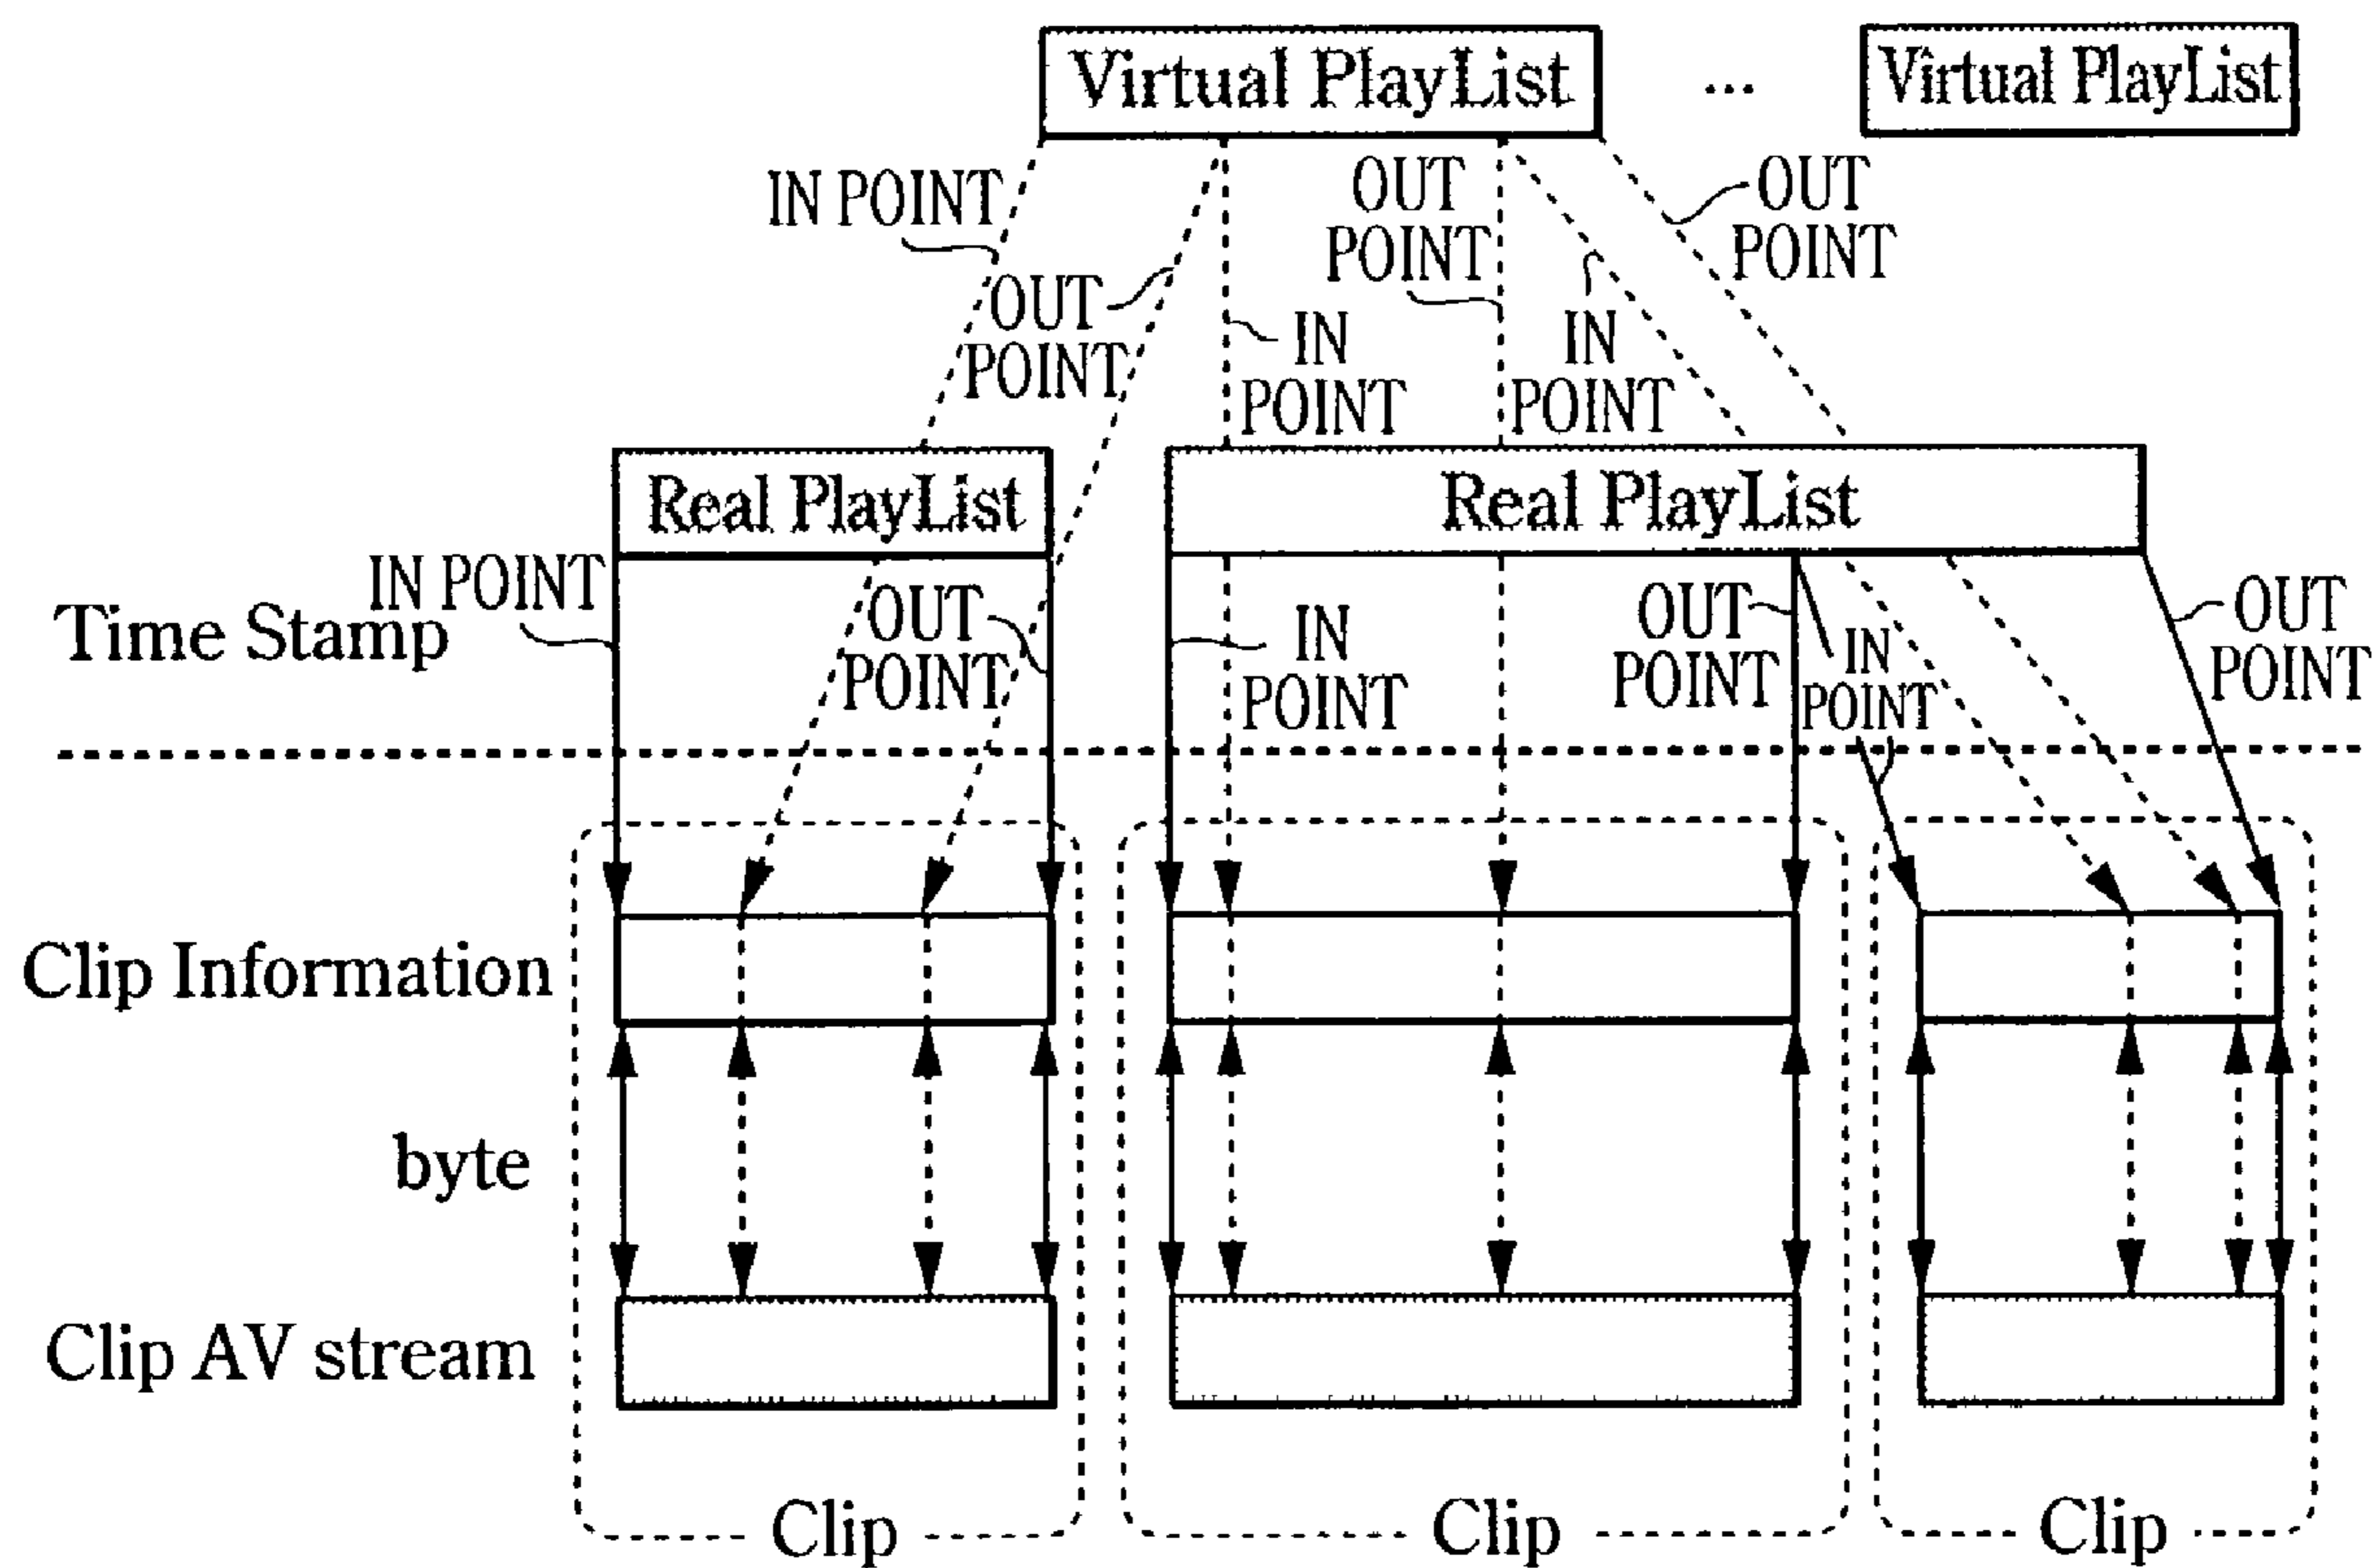 Virtual PlayList
...
Virtual PlayList
IN POINT
OUT
POINT
OUT
POINT
OUT
POINT
IN
POINT
IN
POINT
Real PlayList
Real PlayList
Time Stamp
IN POINT
OUT
POINT
IN
POINT
OUT
POINT
IN
POINT
OUT
POINT
Clip Information
byte
Clip AV stream
Clip
Clip
Clip